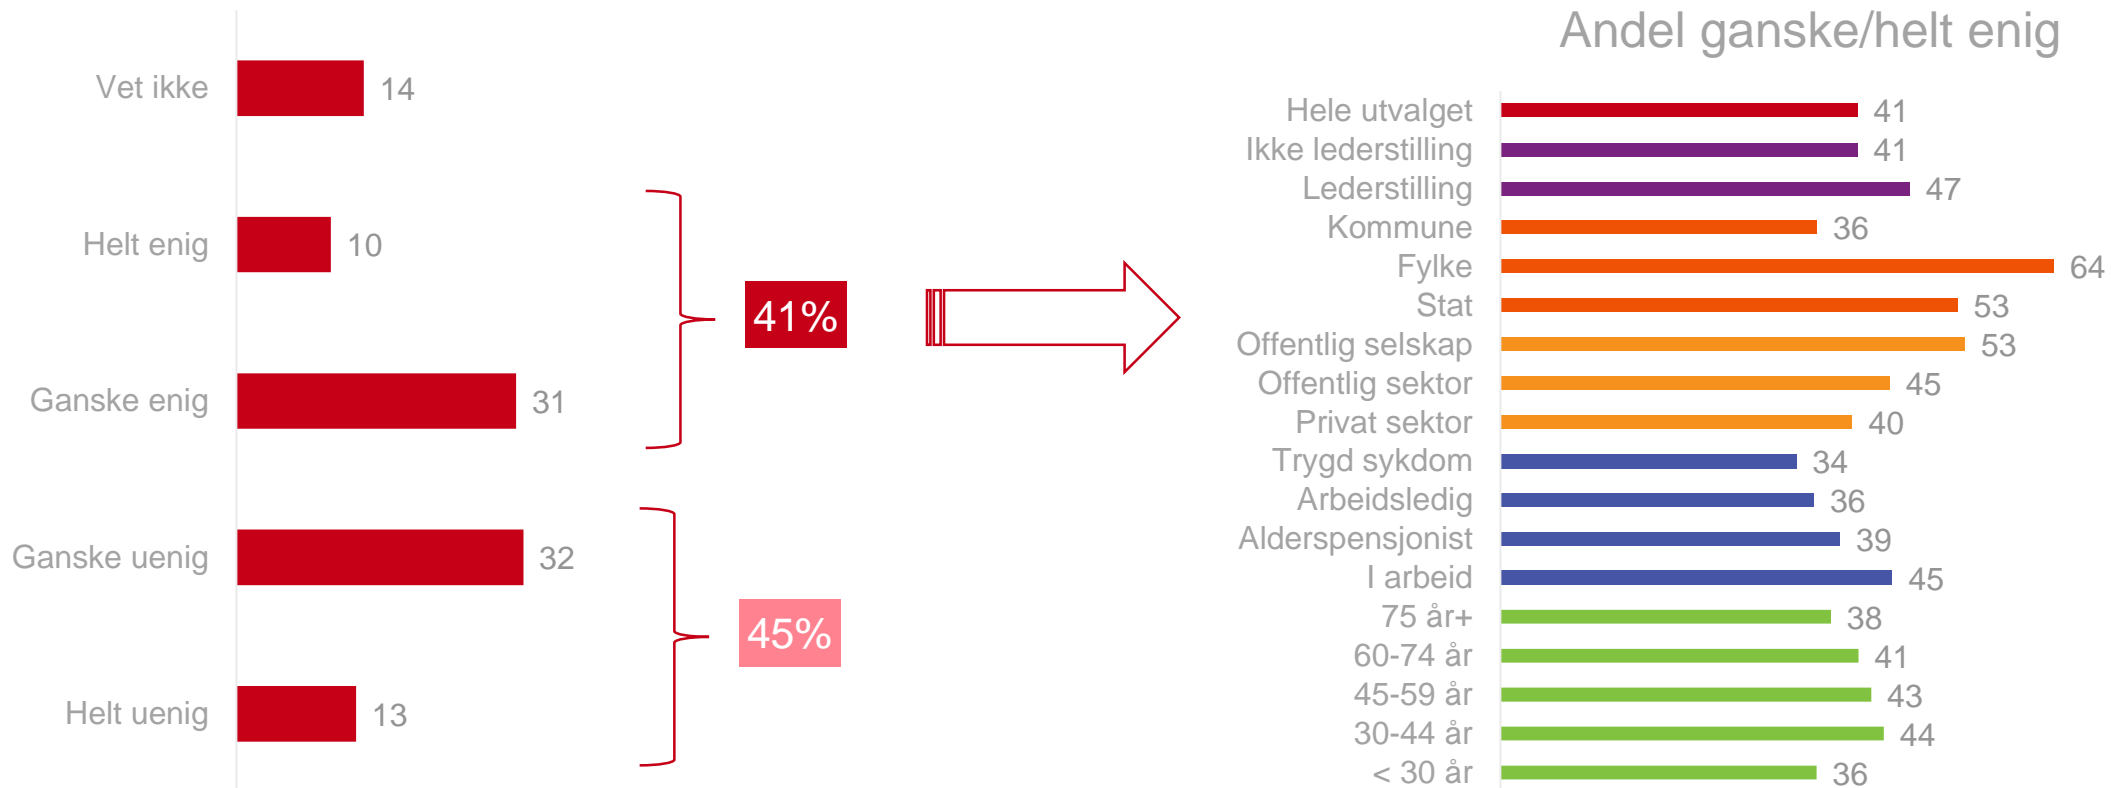 Vet ikke 14
Helt enig 10
Ganske enig 31
Ganske uenig 32
Helt uenig 13
41%
45%
Andel ganske/helt enig
Hele utvalget 41
Ikke lederstilling 41
Lederstilling 47
Kommune 36
Fylke 64
Stat 53
Offentlig selskap 53
Offentlig sektor 45
Privat sektor 40
Trygd sykdom 34
Arbeidsledig 36
Alderspensjonist 39
I arbeid 45
75 år+ 38
60-74 år 41
45-59 år 43
30-44 år 44
< 30 år 36